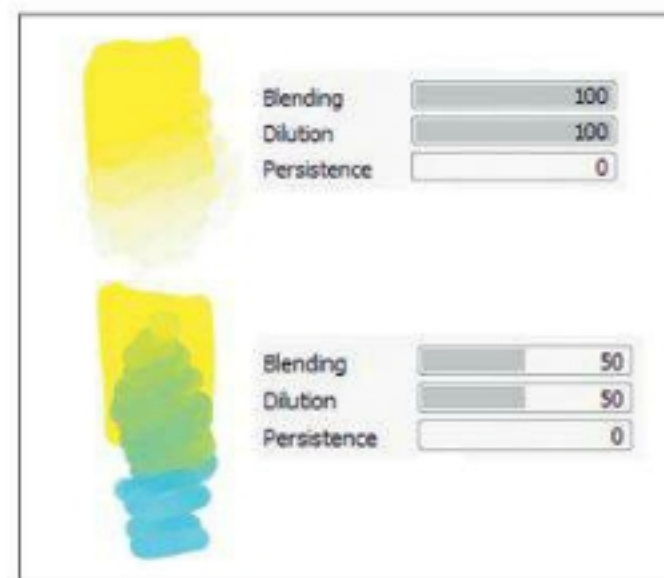 Blending 100
Dilution 100
Persistence 0
Blending 50
Dilution 50
Persistence 0